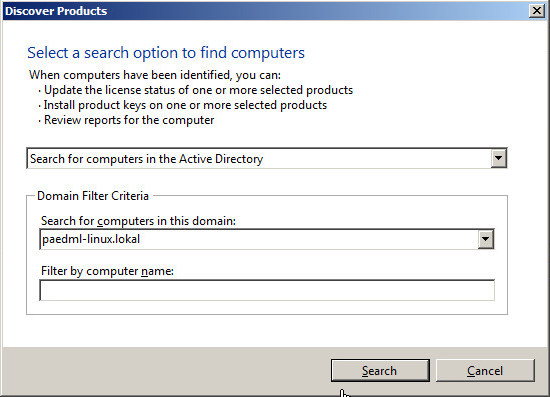 Discover Products
Select a search option to find computers
When computers have been identified, you can:
· Update the license status of one or more selected products
· Install product keys on one or more selected products
· Review reports for the computer
Search for computers in the Active Directory
Domain Filter Criteria
Search for computers in this domain:
paedml-linux.lokal
Filter by computer name:
Search
Cancel